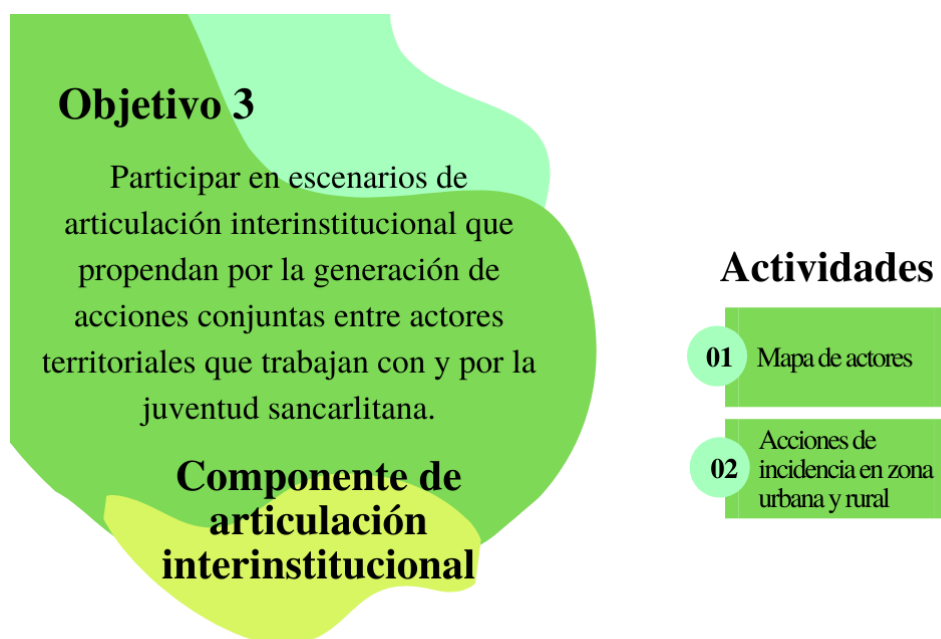 Objetivo 3
Participar en escenarios de
articulación interinstitucional que
propendan por la generación de
acciones conjuntas entre actores
territoriales que trabajan con y por la
juventud sancarlitana.
Componente de
articulación
interinstitucional
Actividades
01 Mapa de actores
02 Acciones de
incidencia en zona
urbana y rural